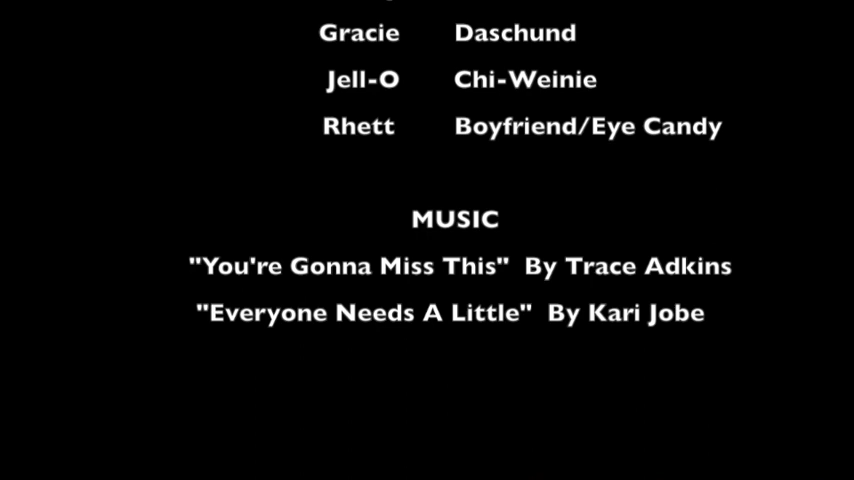 Gracie Daschund
Jell-O Chi-Weinie
Rhett Boyfriend/Eye Candy
MUSIC
"You're Gonna Miss This" By Trace Adkins
"Everyone Needs A Little" By Kari Jobe